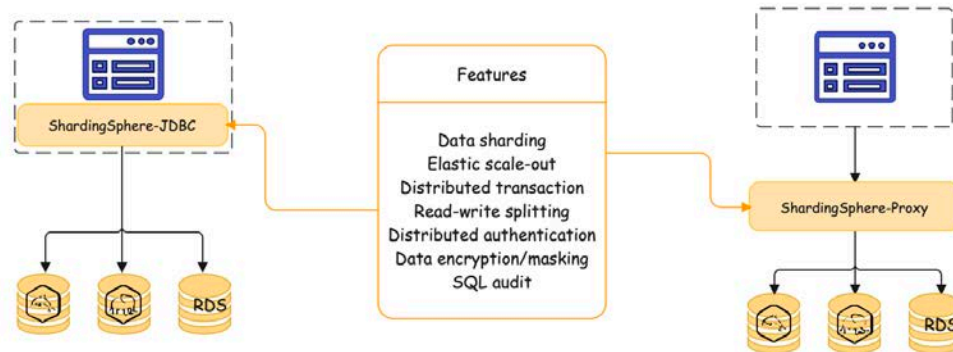 Features
ShardingSphere-JDBC
Data sharding
Elastic scale-out
Distributed transaction
Read-write splitting
Distributed authentication
Data encryption/masking
SQL audit
ShardingSphere-Proxy
RDS
RDS